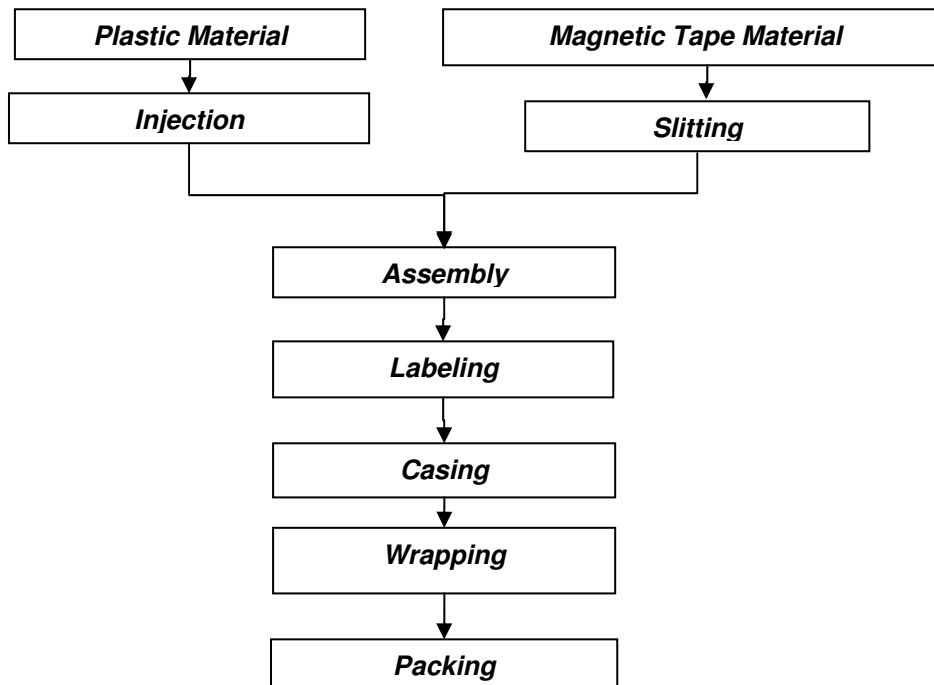 Plastic Material
Magnetic Tape Material
Injection
Slitting
Assembly
Labeling
Casing
Wrapping
Packing